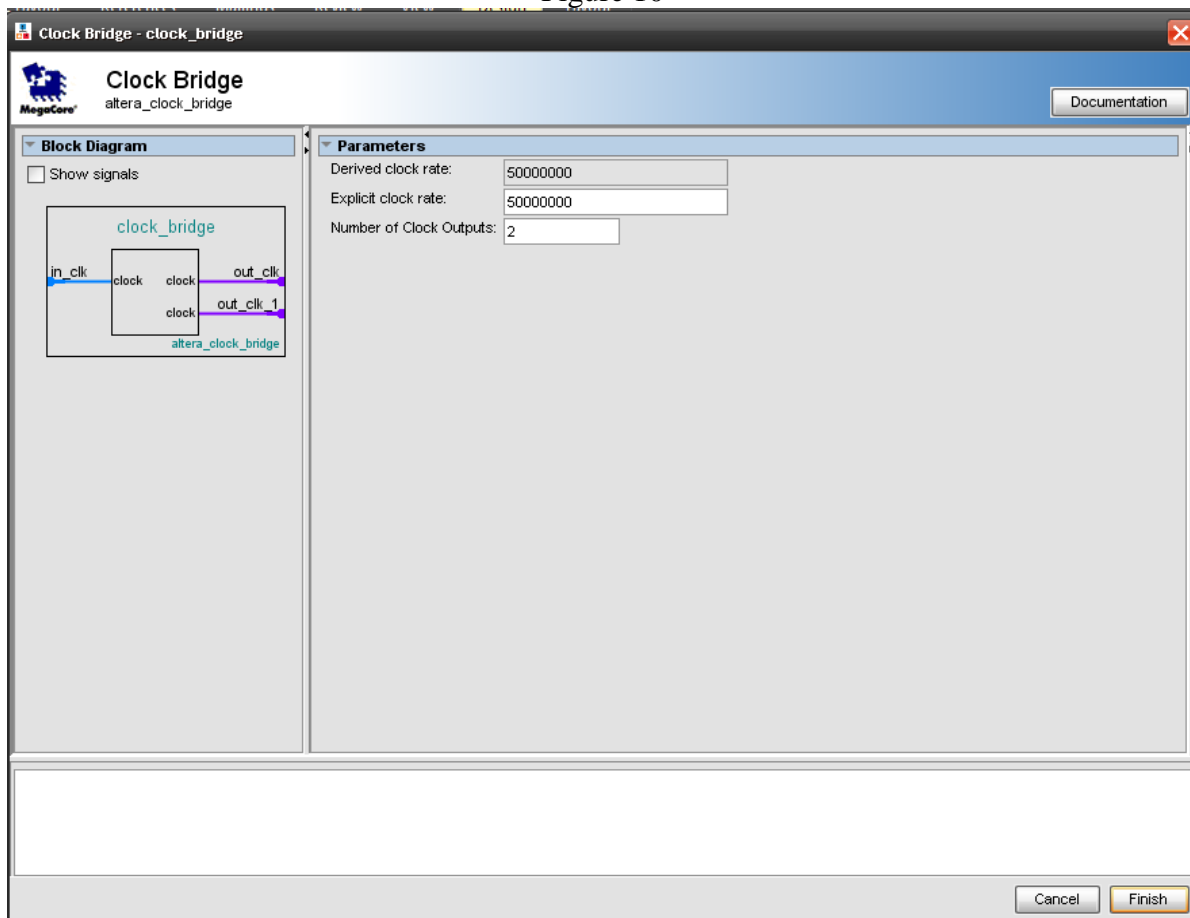 Clock Bridge - clock_bridge
MegaCore®
Clock Bridge
altera_clock_bridge
Documentation
Block Diagram
Show signals
clock_bridge
in_clk
clock
clock
out_clk
clock
out_clk_1
altera_clock_bridge
Parameters
Derived clock rate: 50000000
Explicit clock rate: 50000000
Number of Clock Outputs: 2
Cancel
Finish